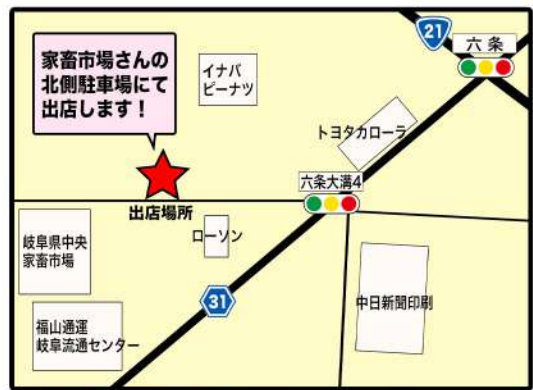 21
六条
家畜市場さんの
北側駐車場にて
出店します！
イナバ
ピーナツ
トヨタカローラ
六条大溝4
出店場所
ローソン
岐阜県中央
家畜市場
31
中日新聞印刷
福山通運
岐阜流通センター